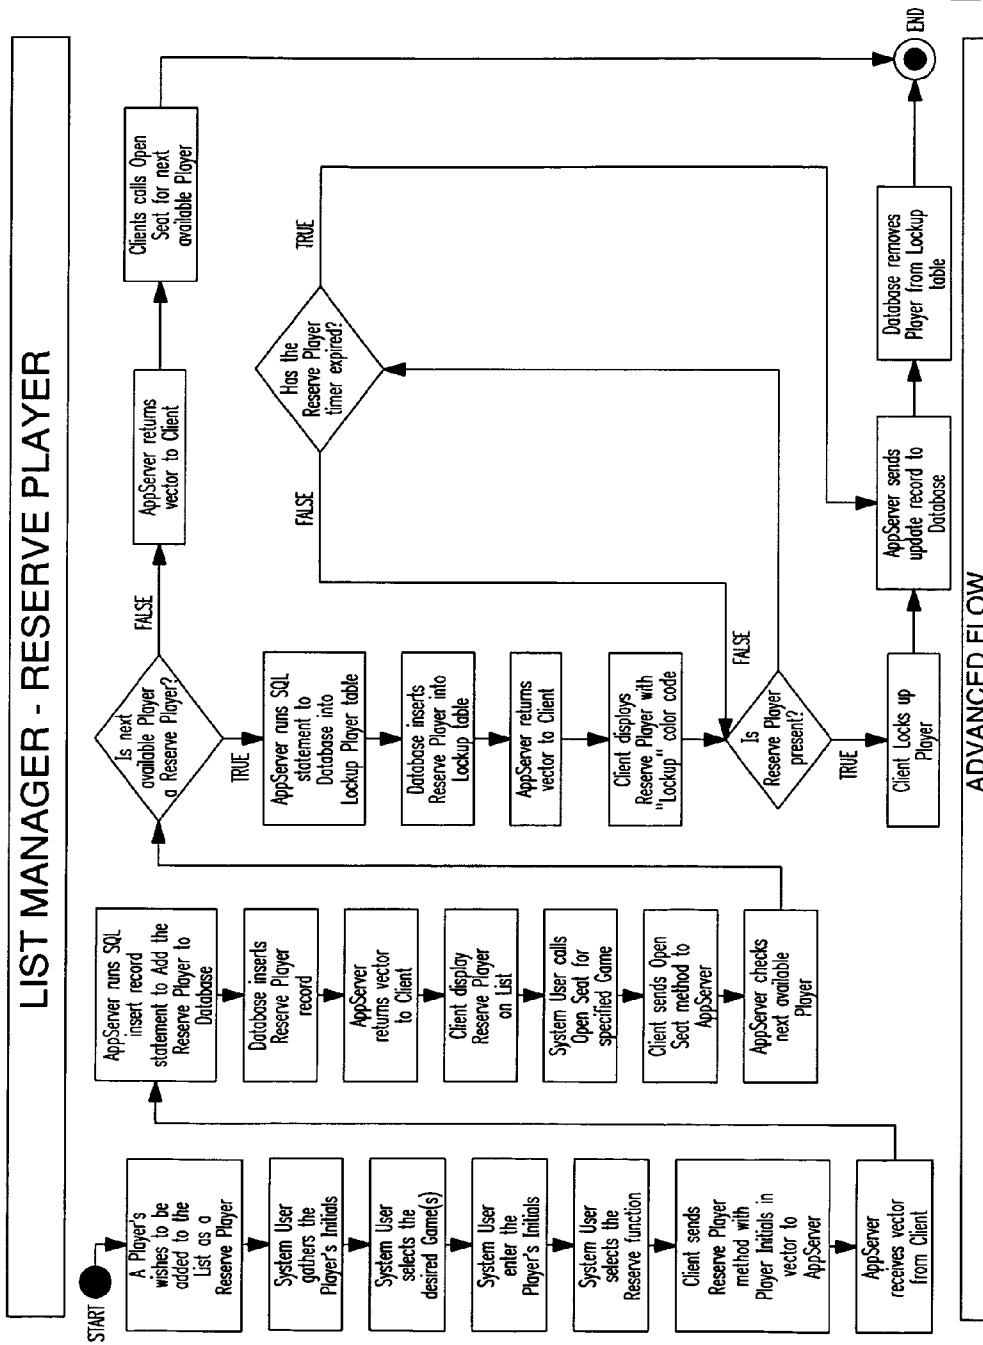 LIST MANAGER - RESERVE PLAYER
START
A Player's
wishes to be
added to the
List as a
Reserve Player
System User
gathers the
Player's Initials
System User
selects the
desired Game(s)
System User
enter the
Player's Initials
System User
selects the
Reserve function
Client sends
Reserve Player
method with
Player Initials in
vector to
AppServer
AppServer
receives vector
from Client
AppServer runs SQL
insert record
statement to Add the
Reserve Player to
Database
Database inserts
Reserve Player
record
AppServer
returns vector
to Client
Client display
Reserve Player
on List
System User calls
Open Seat for
specified Game
Client sends Open
Seat method to
AppServer
AppServer checks
next available
Player
Is next
available Player
a Reserve Player?
FALSE
TRUE
AppServer returns
vector to Client
Clients calls Open
Seat for next
available Player
AppServer runs SQL
statement to
Database into
Lockup Player table
Database inserts
Reserve Player into
Lockup table
AppServer returns
vector to Client
Client displays
Reserve Player with
"Lockup" color code
Is
Reserve Player
present?
FALSE
TRUE
Has the
Reserve Player
timer expired?
FALSE
TRUE
Client Locks up
Player
AppServer sends
update record to
Database
Database removes
Player from Lockup
table
END
ADVANCED FLOW